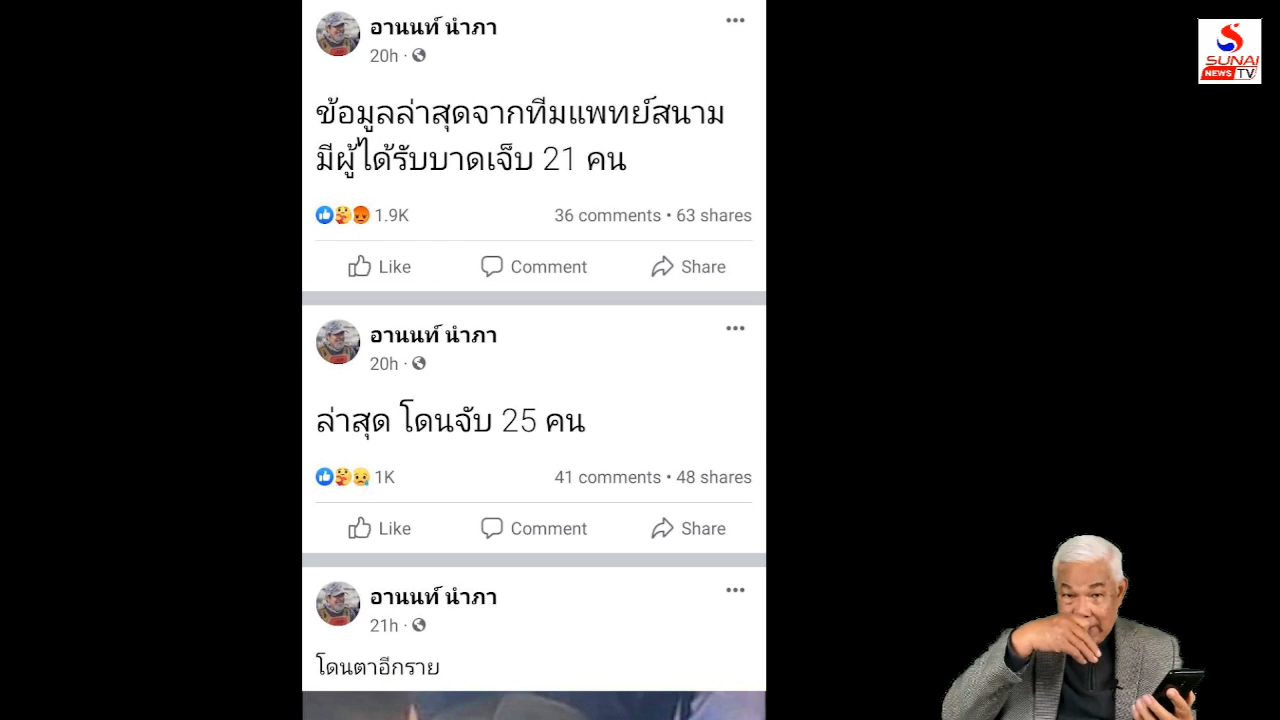 อานนท์ นำภา
20h ·
ข้อมูลล่าสุดจากทีมแพทย์สนาม
มีผู้ได้รับบาดเจ็บ 21 คน
1.9K 36 comments • 63 shares
Like Comment Share
อานนท์ นำภา
20h ·
ล่าสุด โดนจับ 25 คน
1K 41 comments • 48 shares
Like Comment Share
อานนท์ นำภา
21h ·
โดนตาอีกราย
SUNAI
NEWS TV